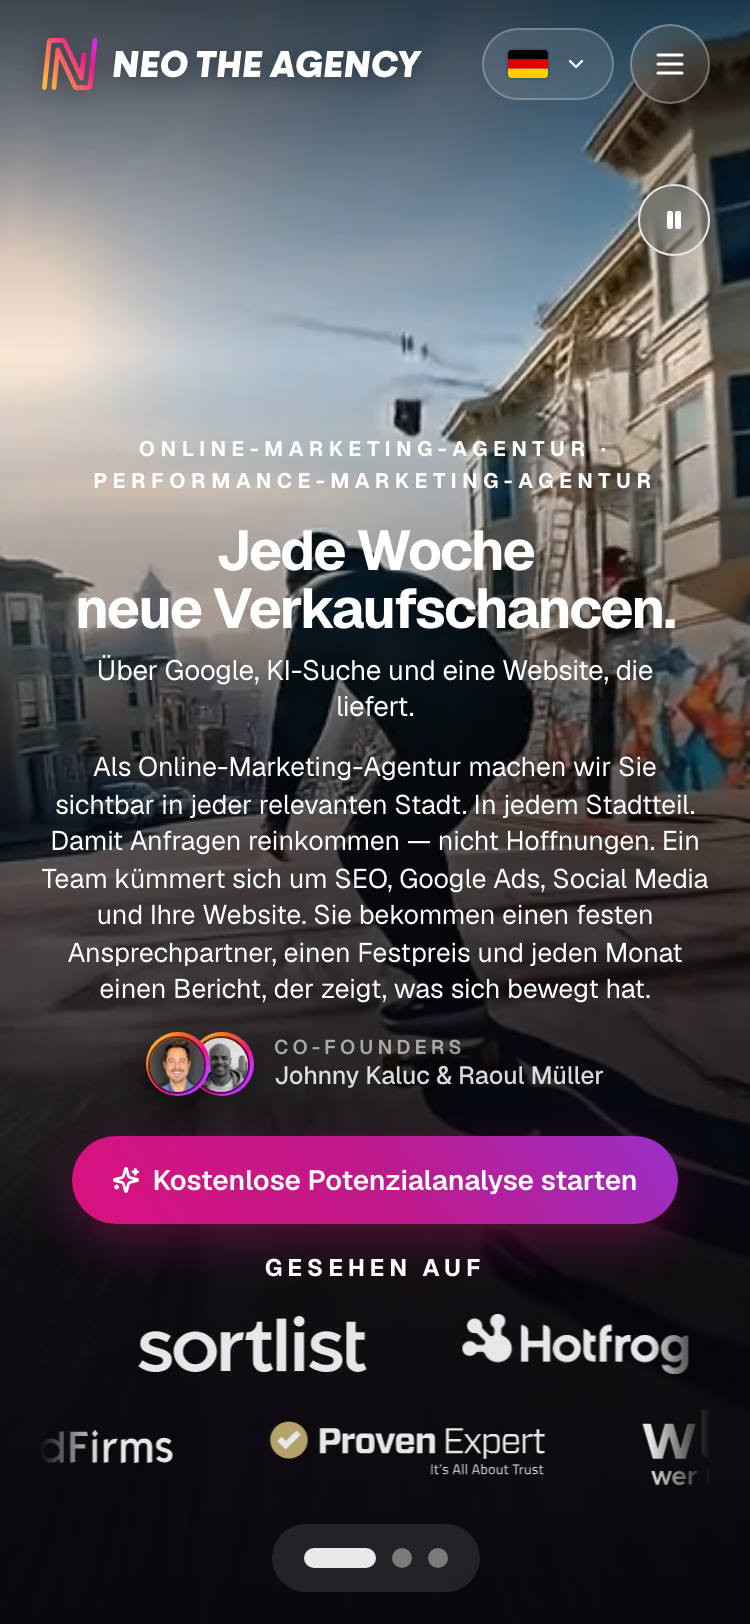 NEO THE AGENCY
ONLINE-MARKETING-AGENTUR ·
PERFORMANCE-MARKETING-AGENTUR
Jede Woche
neue Verkaufschancen.
Über Google, KI-Suche und eine Website, die
liefert.
Als Online-Marketing-Agentur machen wir Sie
sichtbar in jeder relevanten Stadt. In jedem Stadtteil.
Damit Anfragen reinkommen — nicht Hoffnungen. Ein
Team kümmert sich um SEO, Google Ads, Social Media
und Ihre Website. Sie bekommen einen festen
Ansprechpartner, einen Festpreis und jeden Monat
einen Bericht, der zeigt, was sich bewegt hat.
CO-FOUNDERS
Johnny Kaluc & Raoul Müller
Kostenlose Potenzialanalyse starten
GESEHEN AUF
sortlist Hotfrog
dFirms Proven Expert
It's All About Trust
wer